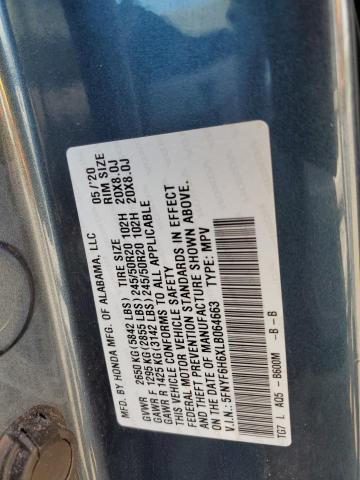 MFD. BY HONDA MFG. OF ALABAMA, LLC 05/'20
TIRE SIZE RIM SIZE
GVWR 2650 KG (5842 LBS)
GAWR F 1295 KG (2855 LBS) 245/50R20 102H 20X8.0J
GAWR R 1425 KG (3142 LBS) 245/50R20 102H 20X8.0J
THIS VEHICLE CONFORMS TO ALL APPLICABLE
FEDERAL MOTOR VEHICLE SAFETY
AND THEFT PREVENTION STANDARDS IN EFFECT
ON THE DATE OF MANUFACTURE SHOWN ABOVE.
V.I.N.: 5FNYF6H6XLB064663 TYPE: MPV
TG7 L A05 - B600M -B - B